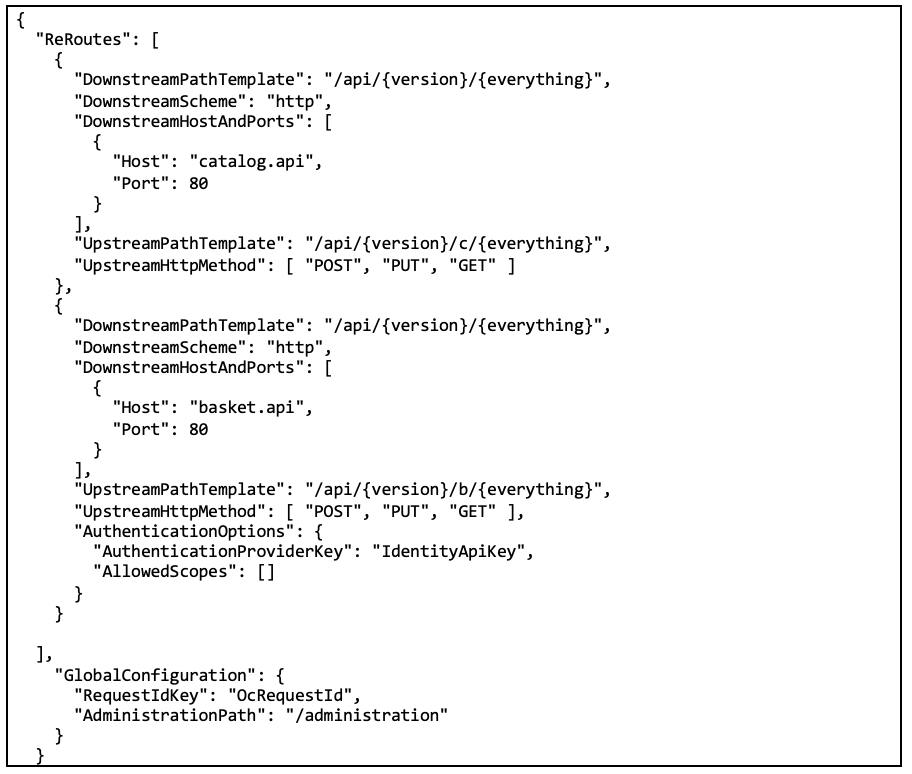 {
  "ReRoutes": [
    {
      "DownstreamPathTemplate": "/api/{version}/{everything}",
      "DownstreamScheme": "http",
      "DownstreamHostAndPorts": [
        {
          "Host": "catalog.api",
          "Port": 80
        }
      ],
      "UpstreamPathTemplate": "/api/{version}/c/{everything}",
      "UpstreamHttpMethod": [ "POST", "PUT", "GET" ]
    },
    {
      "DownstreamPathTemplate": "/api/{version}/{everything}",
      "DownstreamScheme": "http",
      "DownstreamHostAndPorts": [
        {
          "Host": "basket.api",
          "Port": 80
        }
      ],
      "UpstreamPathTemplate": "/api/{version}/b/{everything}",
      "UpstreamHttpMethod": [ "POST", "PUT", "GET" ],
      "AuthenticationOptions": {
        "AuthenticationProviderKey": "IdentityApiKey",
        "AllowedScopes": []
      }
    }

  ],
    "GlobalConfiguration": {
      "RequestIdKey": "OcRequestId",
      "AdministrationPath": "/administration"
    }
  }